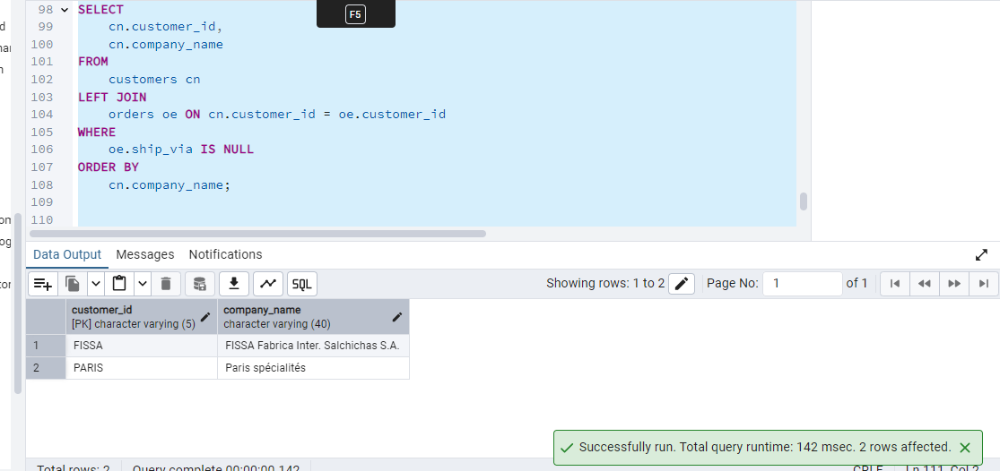 98 SELECT
99 cn.customer_id,
100 cn.company_name
101 FROM
102 customers cn
103 LEFT JOIN
104 orders oe ON cn.customer_id = oe.customer_id
105 WHERE
106 oe.ship_via IS NULL
107 ORDER BY
108 cn.company_name;
109
110
F5
Data Output Messages Notifications
SQL Showing rows: 1 to 2 Page No: 1 of 1
customer_id company_name
[PK] character varying (5) character varying (40)
1 FISSA FISSA Fabrica Inter. Salchichas S.A.
2 PARIS Paris spécialités
Successfully run. Total query runtime: 142 msec. 2 rows affected.
Total rows: 2 Query complete 00:00:00.142 CRLF Ln 111, Col 2